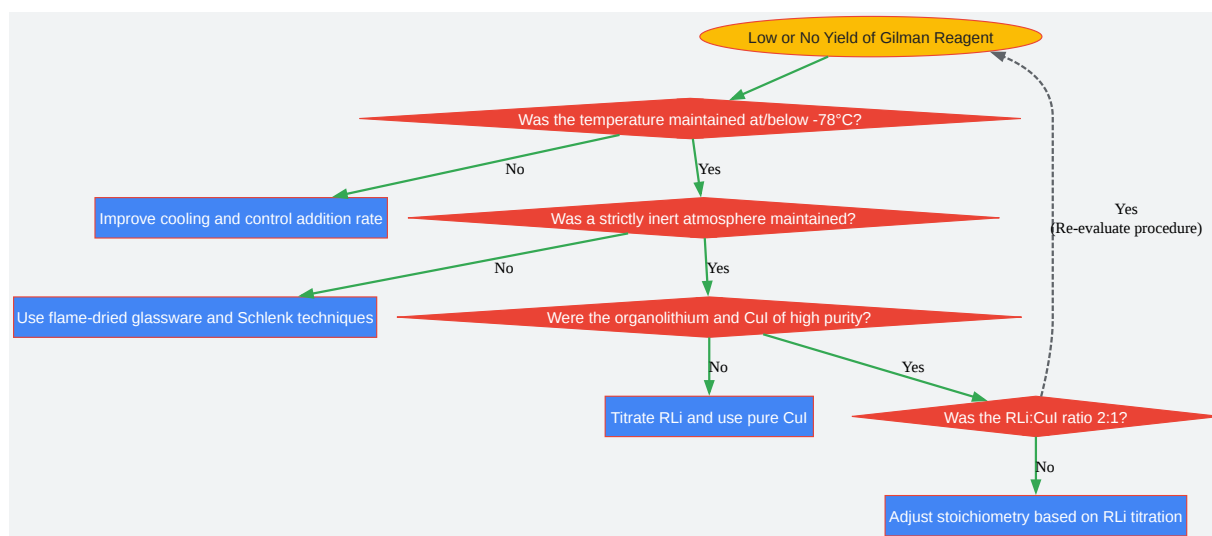 Low or No Yield of Gilman Reagent
Was the temperature maintained at/below -78°C?
No
Yes
Improve cooling and control addition rate
Was a strictly inert atmosphere maintained?
Yes
(Re-evaluate procedure)
No
Yes
Use flame-dried glassware and Schlenk techniques
Were the organolithium and CuI of high purity?
No
Yes
Titrate RLi and use pure CuI
Was the RLi:CuI ratio 2:1?
No
Adjust stoichiometry based on RLi titration